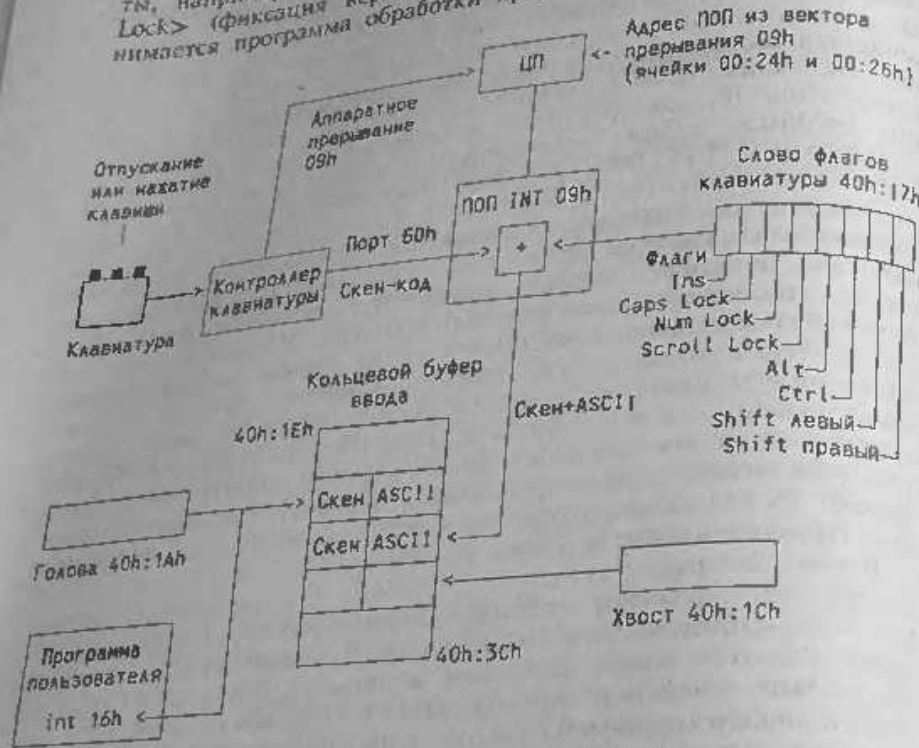 ты, напр
Lock> (фиксация
нимается программа обработки
ЦП
Адрес ПОП из вектора
прерывания 09h
(ячейки 00:24h и 00:26h)
Аппаратное
прерывание
09h
Отпускание
или нажатие
клавиши
Слово флагов
клавиатуры 40h:17h
ПОП INT 09h
+
Порт 60h
Скен-код
Контроллер
клавиатуры
Клавиатура
Флаги
Ins
Caps Lock
Num Lock
Scroll Lock
Alt
Ctrl
Shift левый
Shift правый
Кольцевой буфер
ввода
Скен+ASCII
40h:1Eh
Скен ASCII
Скен ASCII
Голова 40h:1Ah
Хвост 40h:1Ch
40h:3Ch
Программа
пользователя
int 16h